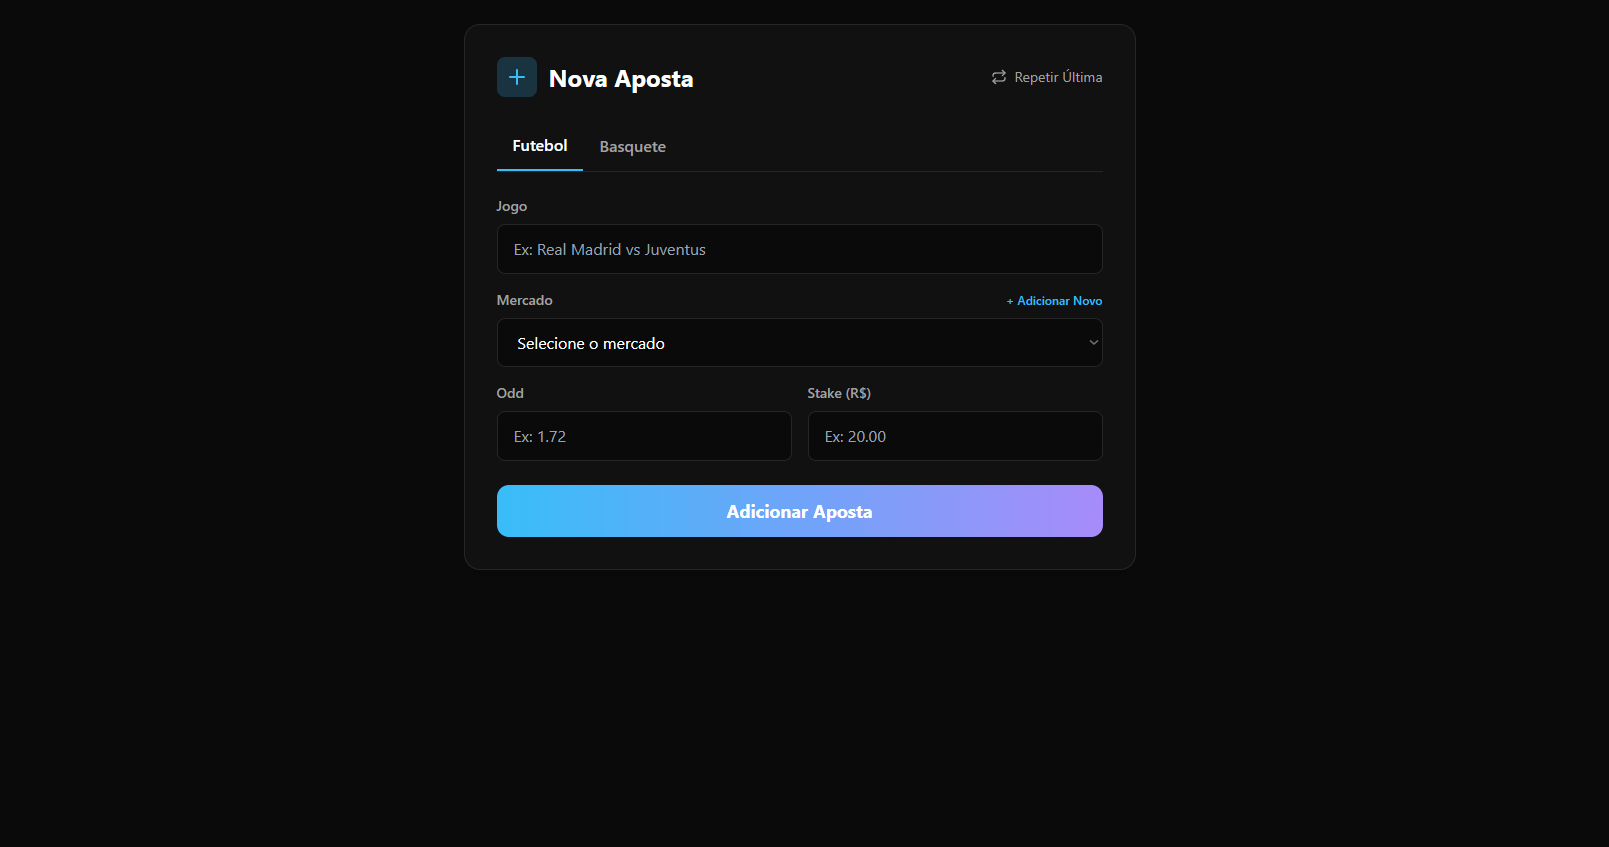 Nova Aposta
Repetir Última
Futebol
Basquete
Jogo
Ex: Real Madrid vs Juventus
Mercado
+ Adicionar Novo
Selecione o mercado
Odd
Stake (R$)
Ex: 1.72
Ex: 20.00
Adicionar Aposta